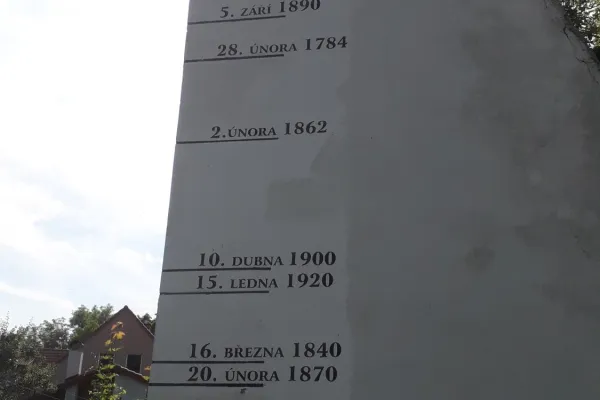 5. ZÁŘÍ 1890
28. ÚNORA 1784
2. ÚNORA 1862
10. DUBNA 1900
15. LEDNA 1920
16. BŘEZNA 1840
20. ÚNORA 1870